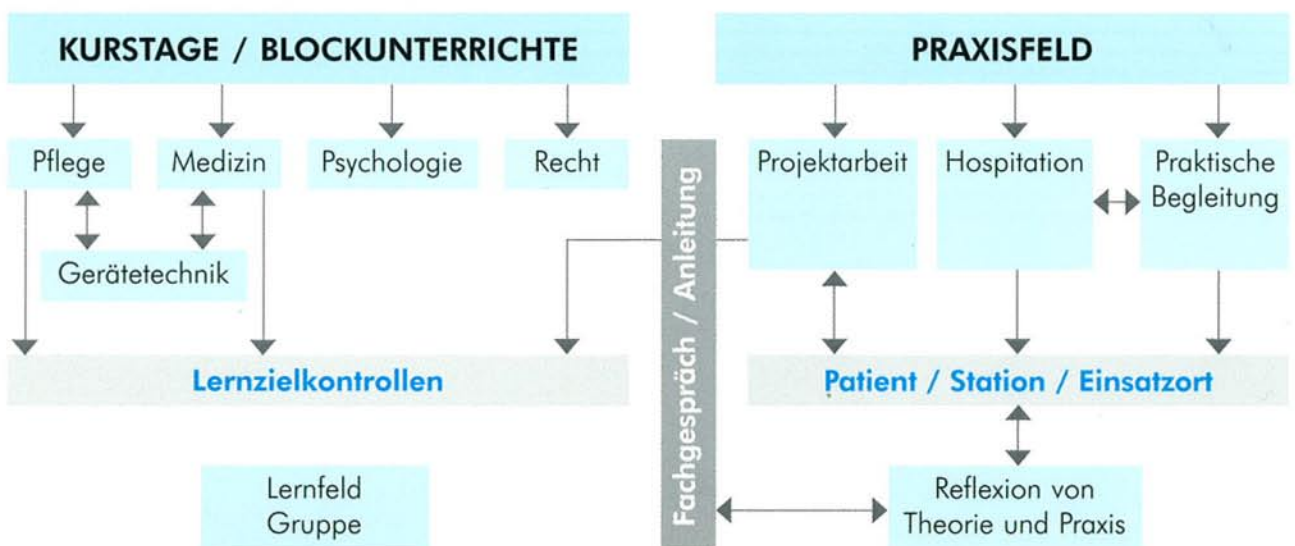 KURSTAGE / BLOCKUNTERRICHTE
Pflege
Medizin
Psychologie
Recht
Gerätetechnik
Lernzielkontrollen
Lernfeld
Gruppe
Fachgespräch / Anleitung
PRAXISFELD
Projektarbeit
Hospitation
Praktische
Begleitung
Patient / Station / Einsatzort
Reflexion von
Theorie und Praxis